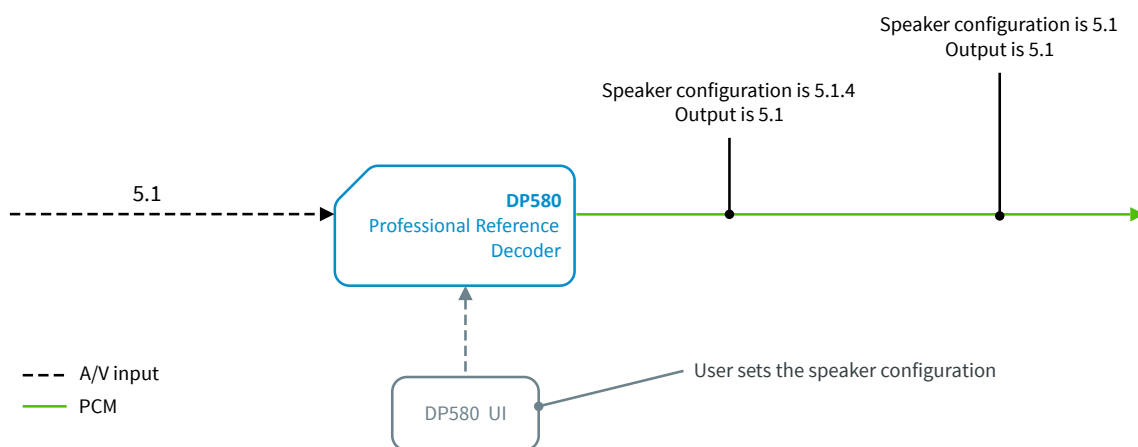 Speaker configuration is 5.1
Output is 5.1
Speaker configuration is 5.1.4
Output is 5.1
5.1
DP580
Professional Reference
Decoder
A/V input
PCM
User sets the speaker configuration
DP580 UI